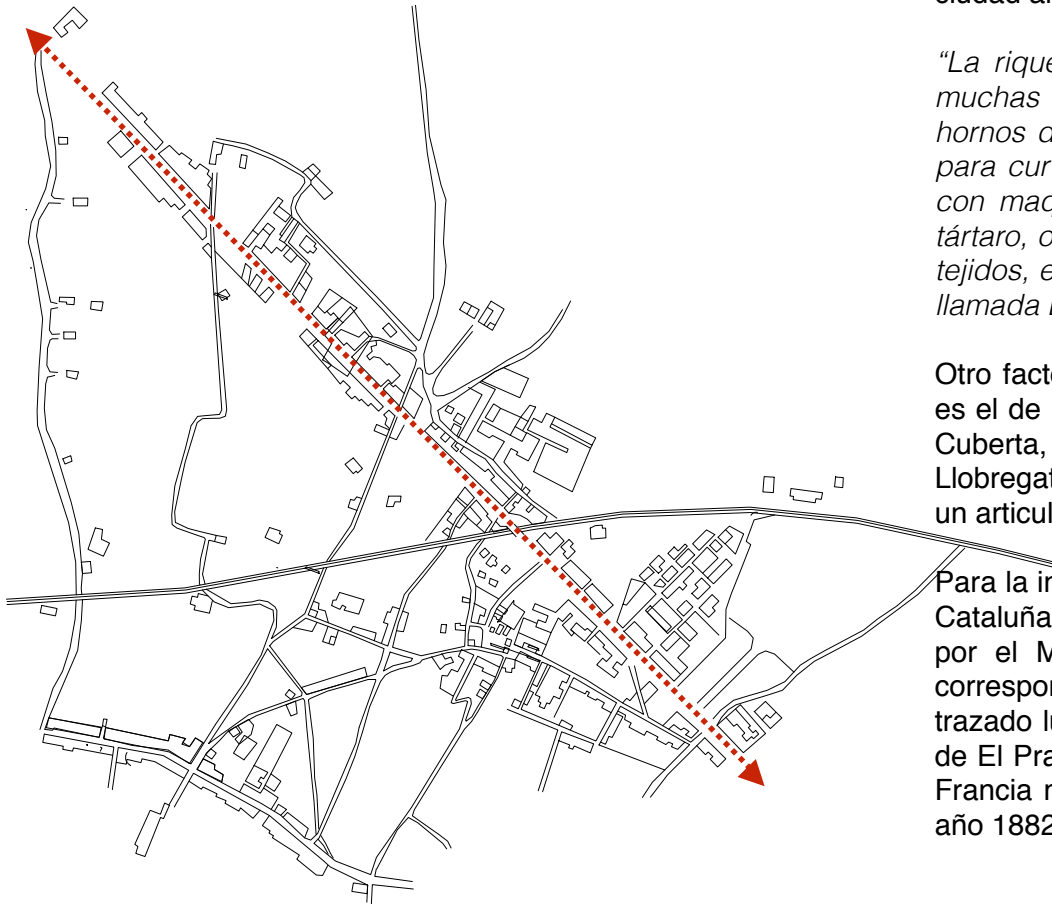 ciudad al
“La rique
muchas
hornos d
para cur
con maq
tártaro, o
tejidos, e
llamada
Otro facto
es el de
Cuberta,
Llobregat
un articul
Para la in
Cataluña
por el M
correspon
trazado lu
de El Pra
Francia n
año 1882